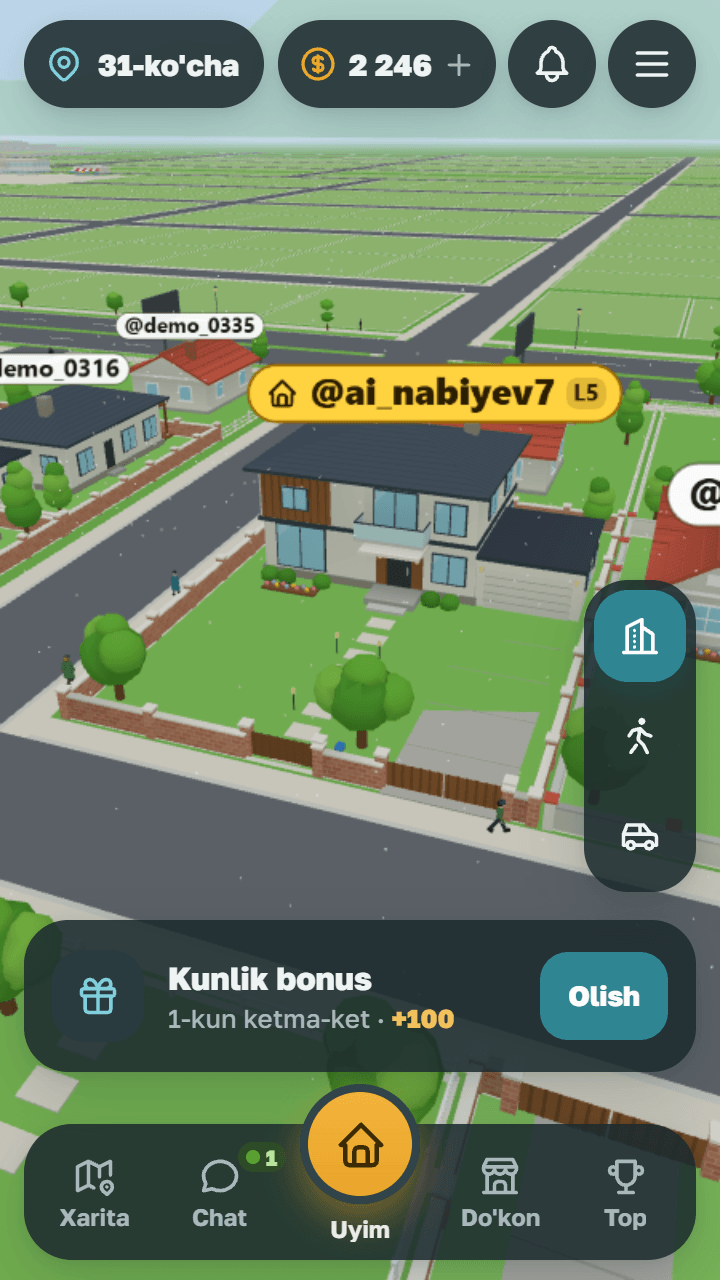 31-ko'cha
2 246
@demo_0335
lemo_0316
@ai_nabiyev7 L5
@
Kunlik bonus
1-kun ketma-ket · +100
Olish
1
Xarita
Chat
Uyim
Do'kon
Top